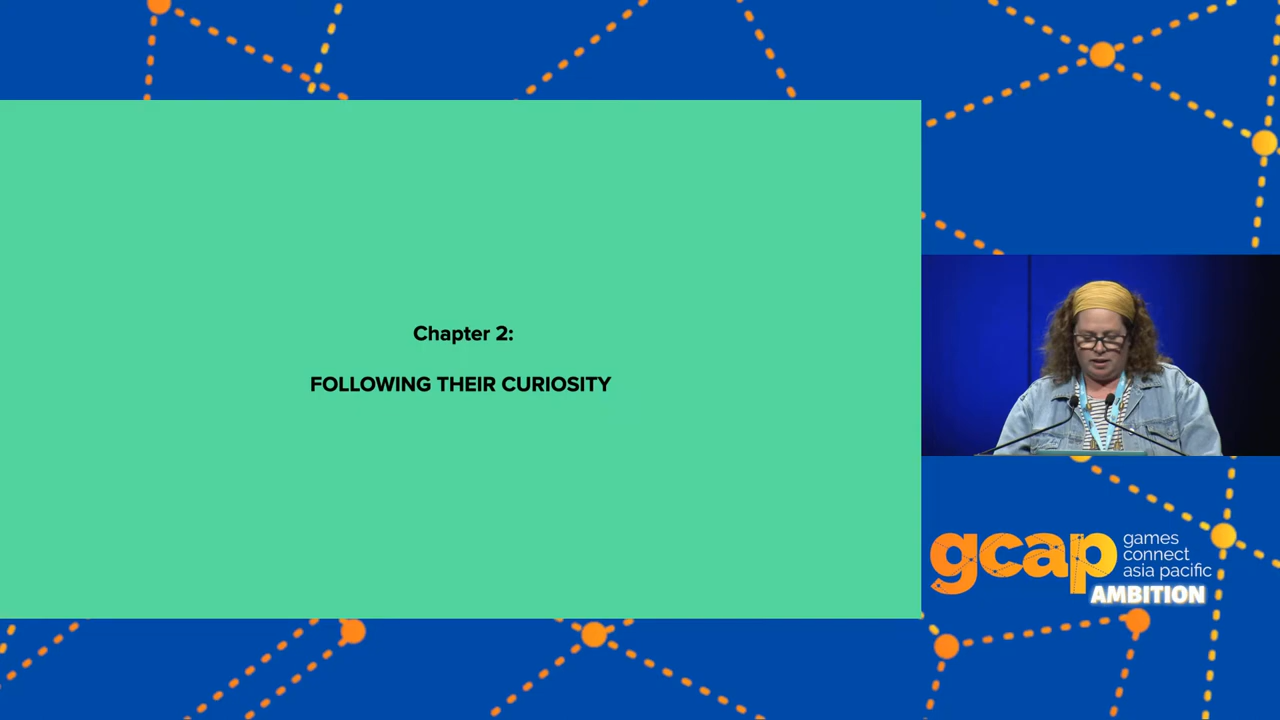 Chapter 2:
FOLLOWING THEIR CURIOSITY
gcap
games
connect
asia pacific
AMBITION